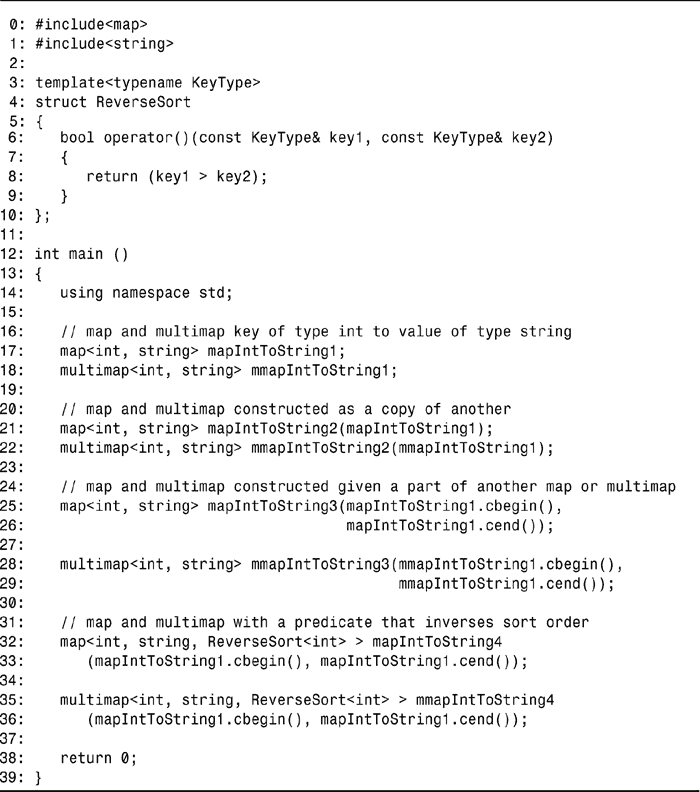 0: #include<map>
1: #include<string>
2:
3: template<typename KeyType>
4: struct ReverseSort
5: {
6:    bool operator()(const KeyType& key1, const KeyType& key2)
7:    {
8:       return (key1 > key2);
9:    }
10: };
11:
12: int main ()
13: {
14:    using namespace std;
15:
16:    // map and multimap key of type int to value of type string
17:    map<int, string> mapIntToString1;
18:    multimap<int, string> mmapIntToString1;
19:
20:    // map and multimap constructed as a copy of another
21:    map<int, string> mapIntToString2(mapIntToString1);
22:    multimap<int, string> mmapIntToString2(mmapIntToString1);
23:
24:    // map and multimap constructed given a part of another map or multimap
25:    map<int, string> mapIntToString3(mapIntToString1.cbegin(),
26:                                     mapIntToString1.cend());
27:
28:    multimap<int, string> mmapIntToString3(mmapIntToString1.cbegin(),
29:                                           mmapIntToString1.cend());
30:
31:    // map and multimap with a predicate that inverses sort order
32:    map<int, string, ReverseSort<int> > mapIntToString4
33:       (mapIntToString1.cbegin(), mapIntToString1.cend());
34:
35:    multimap<int, string, ReverseSort<int> > mmapIntToString4
36:       (mapIntToString1.cbegin(), mapIntToString1.cend());
37:
38:    return 0;
39: }